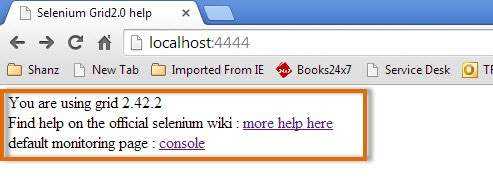 Selenium Grid2.0 help
localhost:4444
Shanz New Tab Imported From IE Books24x7 Service Desk
You are using grid 2.42.2
Find help on the official selenium wiki : more help here
default monitoring page : console